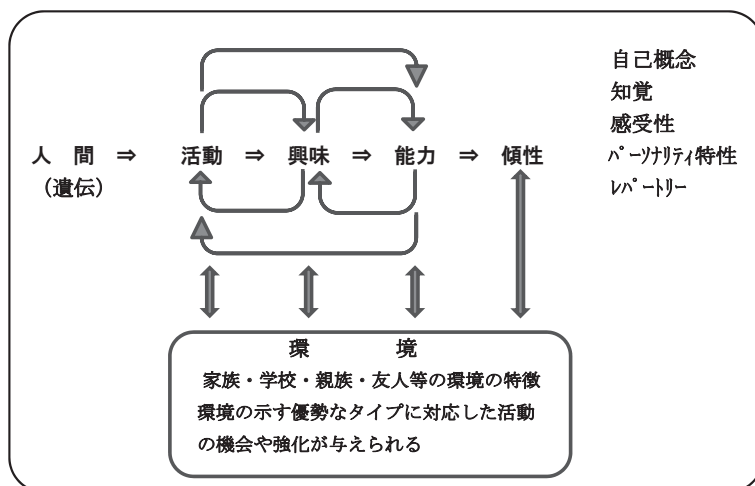 自己概念
知覚
感受性
ﾊﾟｰｿﾅﾘﾃｨ特性
ﾚﾊﾟｰﾄﾘｰ
人　間 ⇒ 活動 ⇒ 興味 ⇒ 能力 ⇒ 傾性
(遺伝)
環　　境
家族・学校・親族・友人等の環境の特徴
環境の示す優勢なタイプに対応した活動
の機会や強化が与えられる